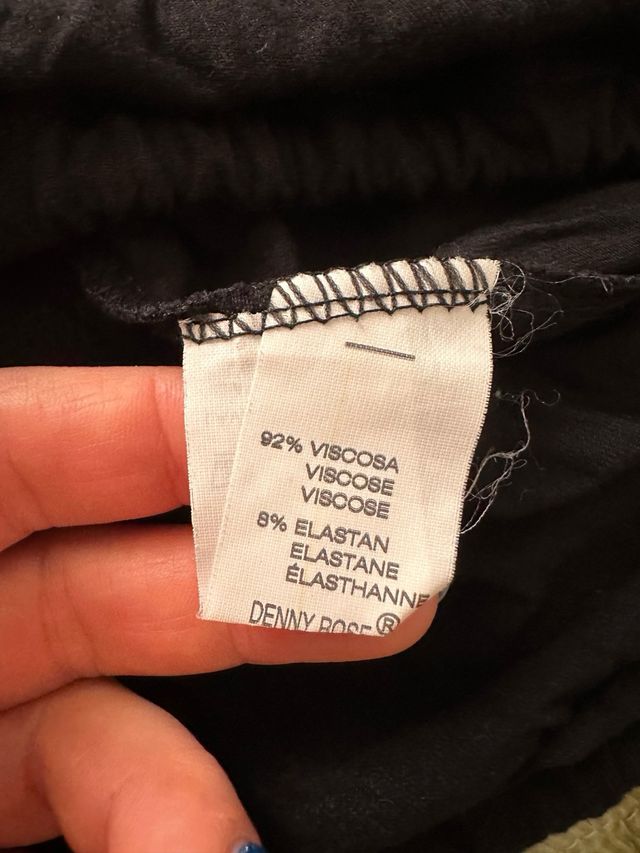 92% VISCOSA
VISCOSE
VISCOSE
8% ELASTAN
ELASTANE
ÉLASTHANNE
DENNY ROSE®